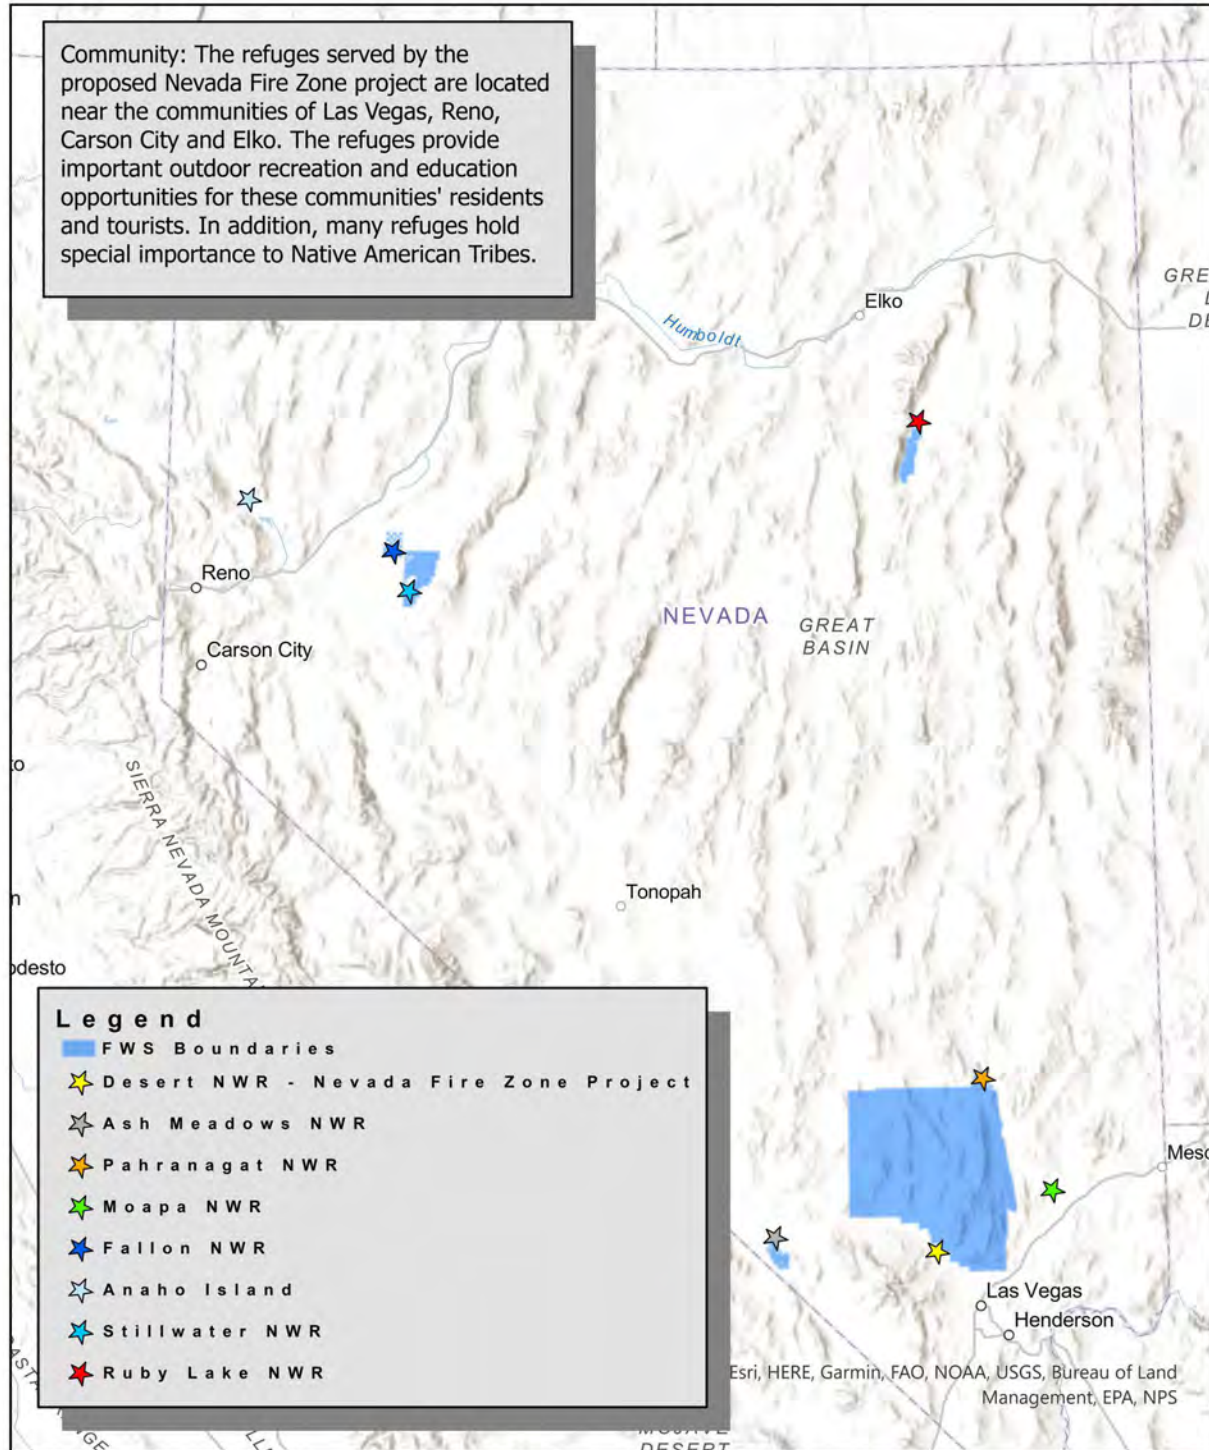 Community: The refuges served by the
proposed Nevada Fire Zone project are located
near the communities of Las Vegas, Reno,
Carson City and Elko. The refuges provide
important outdoor recreation and education
opportunities for these communities' residents
and tourists. In addition, many refuges hold
special importance to Native American Tribes.
Elko
Humboldt
Reno
Carson City
NEVADA
GREAT
BASIN
SIERRA NEVADA
Tonopah
Legend
FWS Boundaries
Desert NWR - Nevada Fire Zone Project
Ash Meadows NWR
Pahranagat NWR
Moapa NWR
Fallon NWR
Anaho Island
Stillwater NWR
Ruby Lake NWR
Las Vegas
Henderson
Esri, HERE, Garmin, FAO, NOAA, USGS, Bureau of Land
Management, EPA, NPS
DESERT